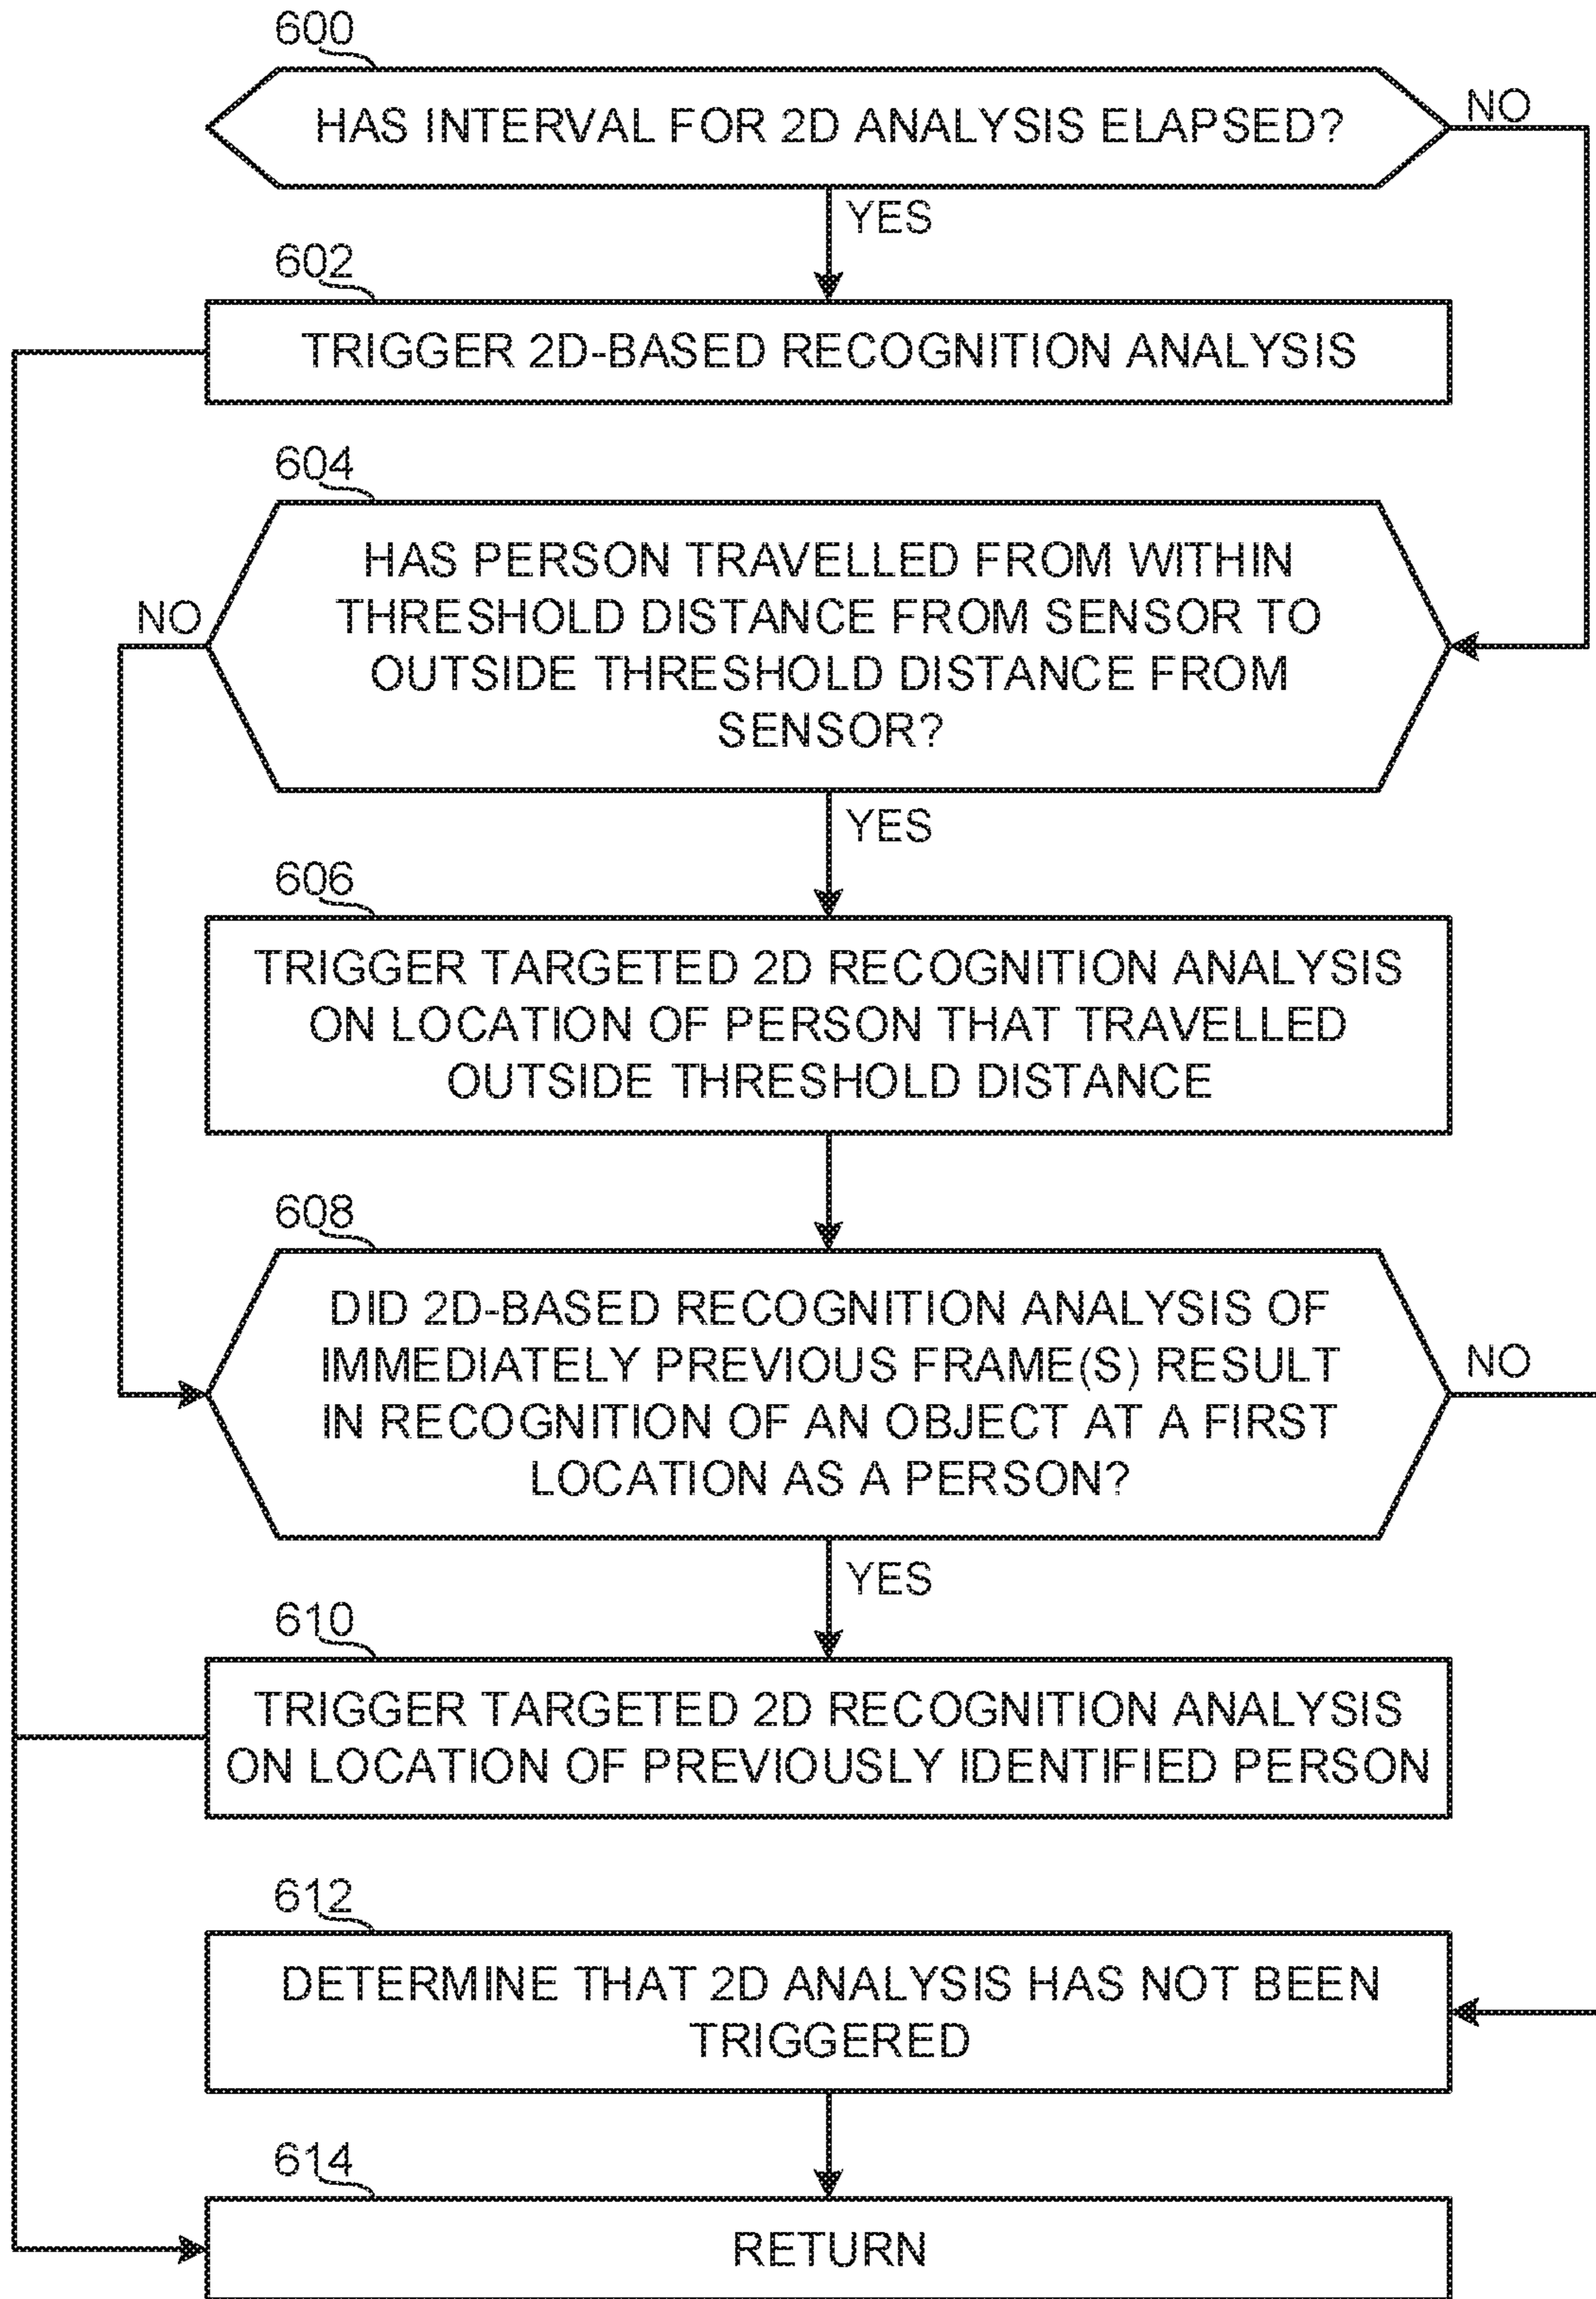 600
HAS INTERVAL FOR 2D ANALYSIS ELAPSED?
NO
YES
602
TRIGGER 2D-BASED RECOGNITION ANALYSIS
604
HAS PERSON TRAVELLED FROM WITHIN
THRESHOLD DISTANCE FROM SENSOR TO
OUTSIDE THRESHOLD DISTANCE FROM
SENSOR?
NO
YES
606
TRIGGER TARGETED 2D RECOGNITION ANALYSIS
ON LOCATION OF PERSON THAT TRAVELLED
OUTSIDE THRESHOLD DISTANCE
608
DID 2D-BASED RECOGNITION ANALYSIS OF
IMMEDIATELY PREVIOUS FRAME(S) RESULT
IN RECOGNITION OF AN OBJECT AT A FIRST
LOCATION AS A PERSON?
NO
YES
610
TRIGGER TARGETED 2D RECOGNITION ANALYSIS
ON LOCATION OF PREVIOUSLY IDENTIFIED PERSON
612
DETERMINE THAT 2D ANALYSIS HAS NOT BEEN
TRIGGERED
614
RETURN